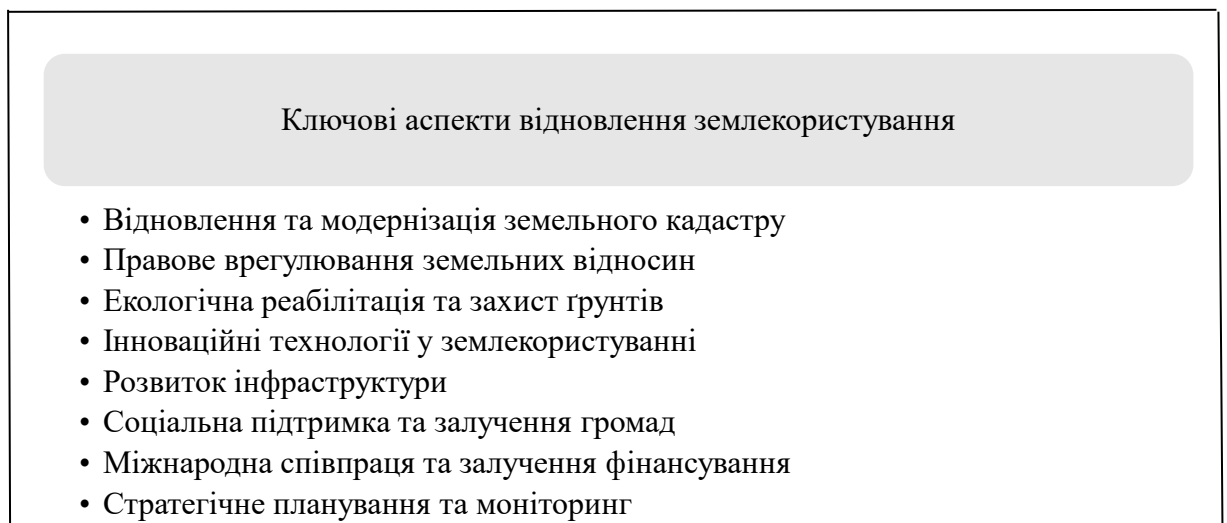 Ключові аспекти відновлення землекористування
• Відновлення та модернізація земельного кадастру
• Правове врегулювання земельних відносин
• Екологічна реабілітація та захист ґрунтів
• Інноваційні технології у землекористуванні
• Розвиток інфраструктури
• Соціальна підтримка та залучення громад
• Міжнародна співпраця та залучення фінансування
• Стратегічне планування та моніторинг